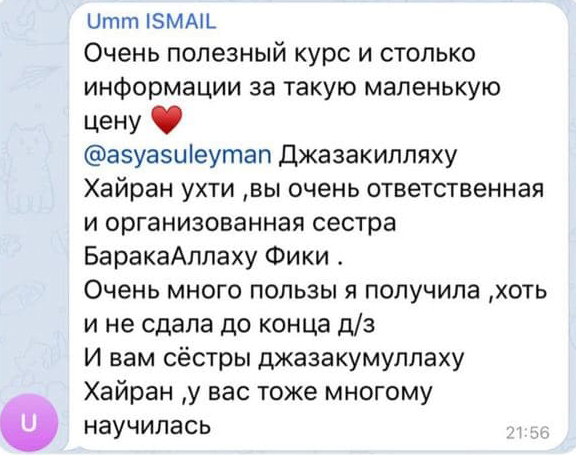 Umm ISMAIL
Очень полезный курс и столько
информации за такую маленькую
цену ♥️
@asyasuleyman Джазакилляху
Хайран ухти ,вы очень ответственная
и организованная сестра
БаракаАллаху Фики .
Очень много пользы я получила ,хоть
и не сдала до конца д/з
И вам сёстры джазакумуллаху
Хайран ,у вас тоже многому
научилась
21:56
U